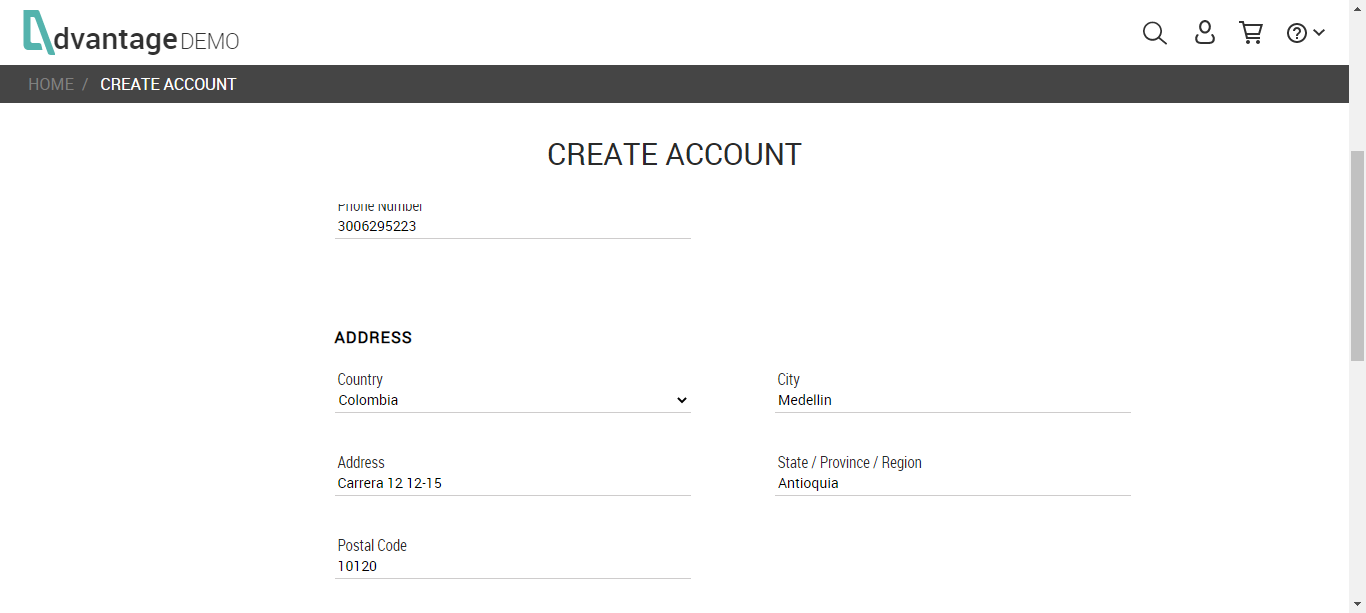 dvantage DEMO
HOME / CREATE ACCOUNT
CREATE ACCOUNT
Phone Number
3006295223
ADDRESS
Country
Colombia
City
Medellin
Address
Carrera 12 12-15
State / Province / Region
Antioquia
Postal Code
10120